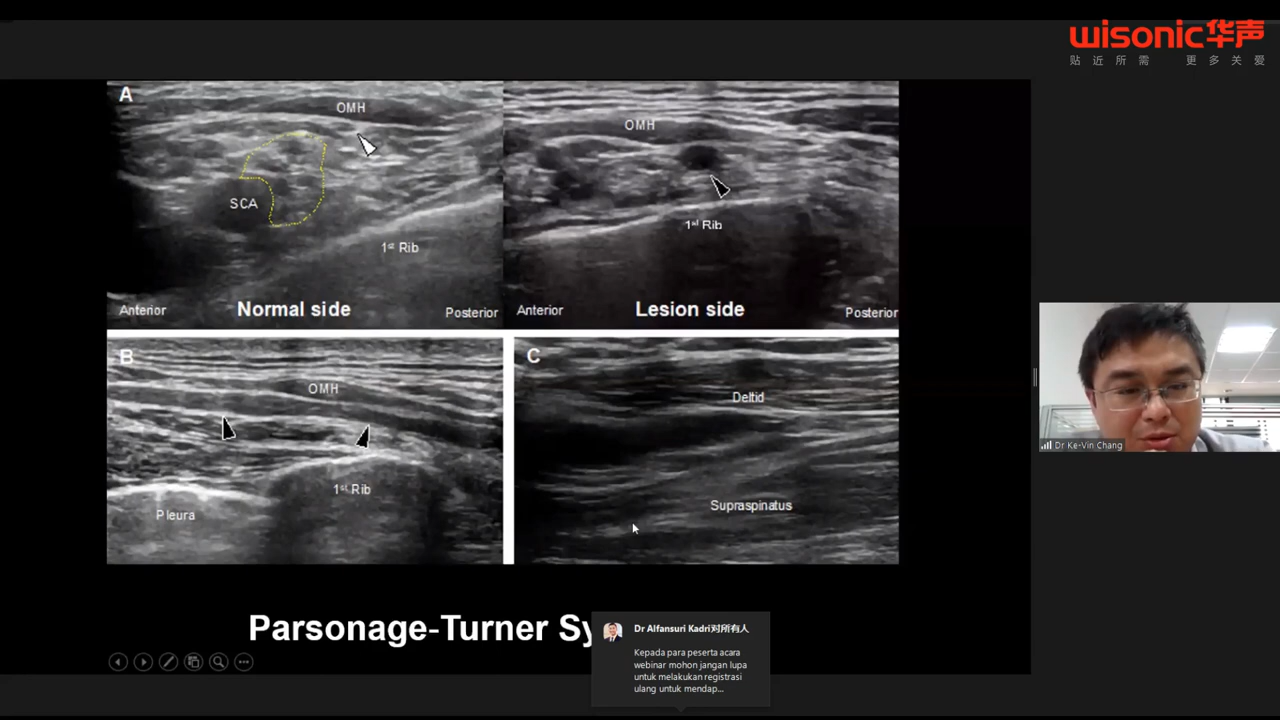 wisonic华声
贴近所需 更多关爱
A
OMH
SCA
1st Rib
Anterior
Normal side
Posterior
OMH
1st Rib
Anterior
Lesion side
Posterior
B
OMH
1st Rib
Pleura
C
Deltid
Supraspinatus
Dr Ke-Vin Chang
Parsonage-Turner Sy
Dr Alfansuri Kadri对所有人
Kepada para peserta acara
webinar mohon jangan lupa
untuk melakukan registrasi
ulang untuk mendap...